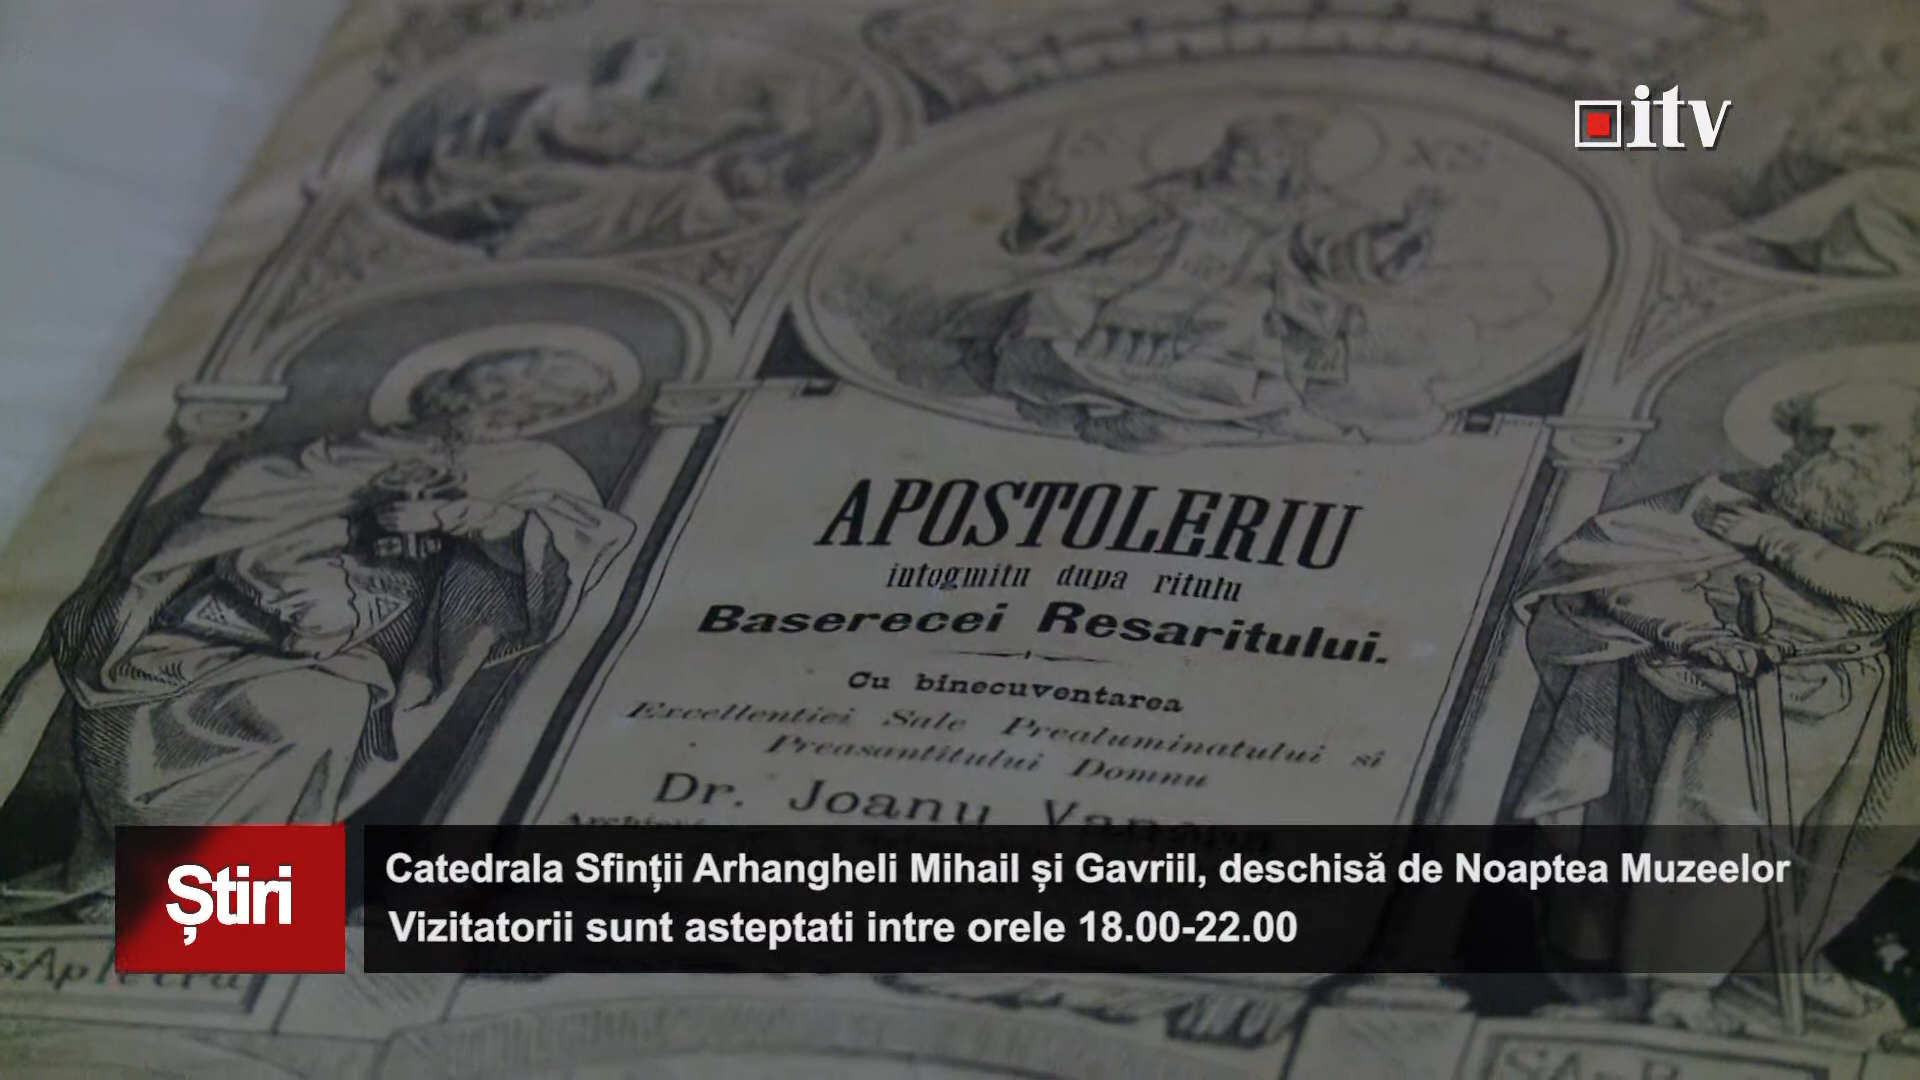 itv
S XS
APOSTOLERIU
intogmitu dupa ritulu
Baserecei Resaritului.
Cu binecuventarea
Excellentiei Sale Prealuminatului si
Preasantitului Domnu
Dr. Joanu
Știri
Catedrala Sfinții Arhangheli Mihail și Gavriil, deschisă de Noaptea Muzeelor
Vizitatorii sunt asteptati intre orele 18.00-22.00